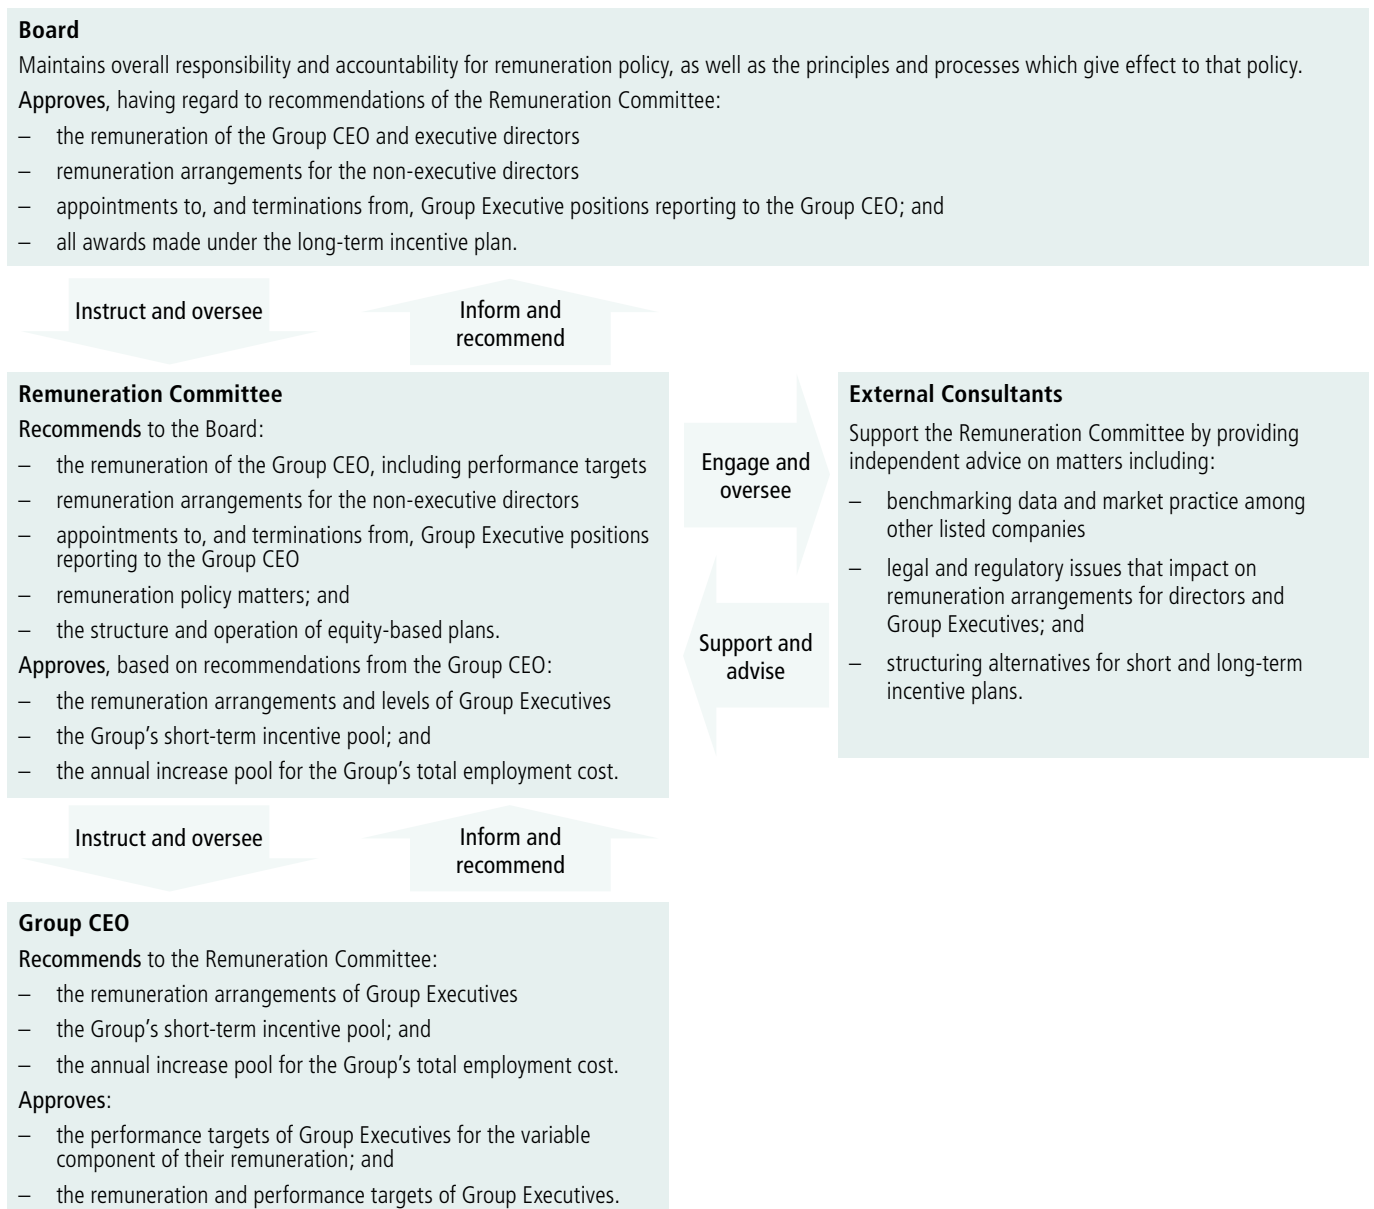 Board
Maintains overall responsibility and accountability for remuneration policy, as well as the principles and processes which give effect to that policy.
Approves, having regard to recommendations of the Remuneration Committee:
– the remuneration of the Group CEO and executive directors
– remuneration arrangements for the non-executive directors
– appointments to, and terminations from, Group Executive positions reporting to the Group CEO; and
– all awards made under the long-term incentive plan.
Instruct and oversee
Inform and
recommend
Remuneration Committee
Recommends to the Board:
– the remuneration of the Group CEO, including performance targets
– remuneration arrangements for the non-executive directors
– appointments to, and terminations from, Group Executive positions
reporting to the Group CEO
– remuneration policy matters; and
– the structure and operation of equity-based plans.
Approves, based on recommendations from the Group CEO:
– the remuneration arrangements and levels of Group Executives
– the Group's short-term incentive pool; and
– the annual increase pool for the Group's total employment cost.
Engage and
oversee
Support and
advise
External Consultants
Support the Remuneration Committee by providing
independent advice on matters including:
– benchmarking data and market practice among
other listed companies
– legal and regulatory issues that impact on
remuneration arrangements for directors and
Group Executives; and
– structuring alternatives for short and long-term
incentive plans.
Instruct and oversee
Inform and
recommend
Group CEO
Recommends to the Remuneration Committee:
– the remuneration arrangements of Group Executives
– the Group's short-term incentive pool; and
– the annual increase pool for the Group's total employment cost.
Approves:
– the performance targets of Group Executives for the variable
component of their remuneration; and
– the remuneration and performance targets of Group Executives.